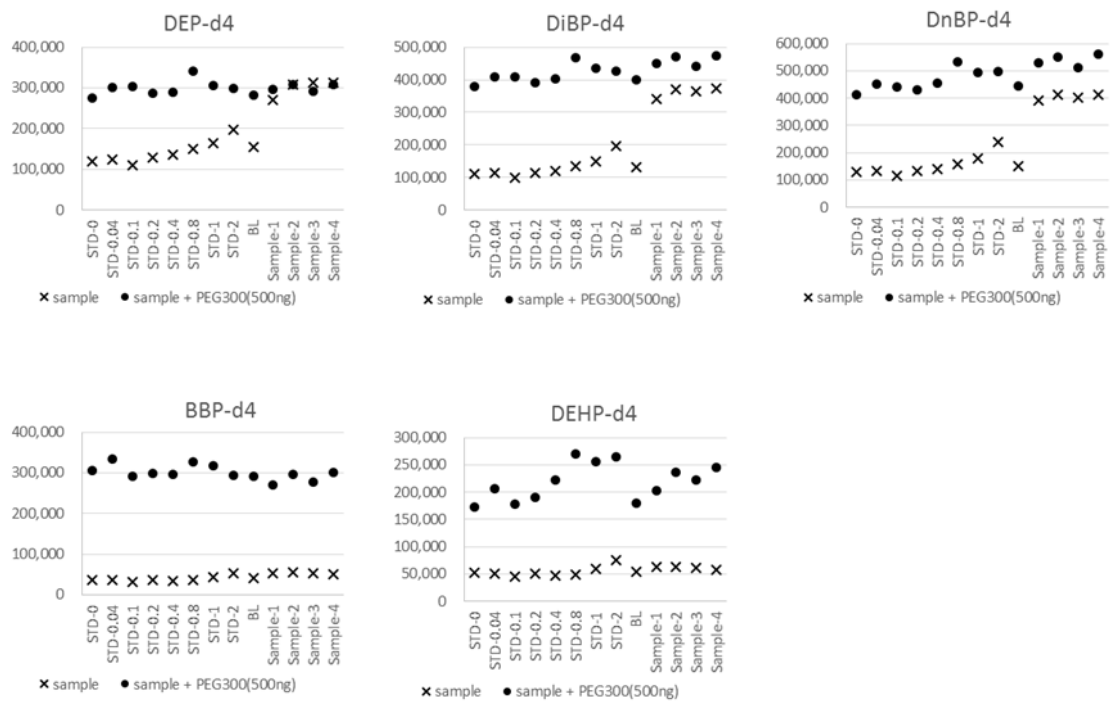 DEP-d4
400,000
300,000
200,000
100,000
0
STD-0
STD-0.04
STD-0.1
STD-0.2
STD-0.4
STD-0.8
STD-1
STD-2
BL
Sample-1
Sample-2
Sample-3
Sample-4
× sample ● sample + PEG300(500ng)
DiBP-d4
500,000
400,000
300,000
200,000
100,000
0
STD-0
STD-0.04
STD-0.1
STD-0.2
STD-0.4
STD-0.8
STD-1
STD-2
BL
Sample-1
Sample-2
Sample-3
Sample-4
× sample ● sample + PEG300(500ng)
DnBP-d4
600,000
500,000
400,000
300,000
200,000
100,000
0
STD-0
STD-0.04
STD-0.1
STD-0.2
STD-0.4
STD-0.8
STD-1
STD-2
BL
Sample-1
Sample-2
Sample-3
Sample-4
× sample ● sample + PEG300(500ng)
BBP-d4
400,000
300,000
200,000
100,000
0
STD-0
STD-0.04
STD-0.1
STD-0.2
STD-0.4
STD-0.8
STD-1
STD-2
BL
Sample-1
Sample-2
Sample-3
Sample-4
× sample ● sample + PEG300(500ng)
DEHP-d4
300,000
250,000
200,000
150,000
100,000
50,000
0
STD-0
STD-0.04
STD-0.1
STD-0.2
STD-0.4
STD-0.8
STD-1
STD-2
BL
Sample-1
Sample-2
Sample-3
Sample-4
× sample ● sample + PEG300(500ng)